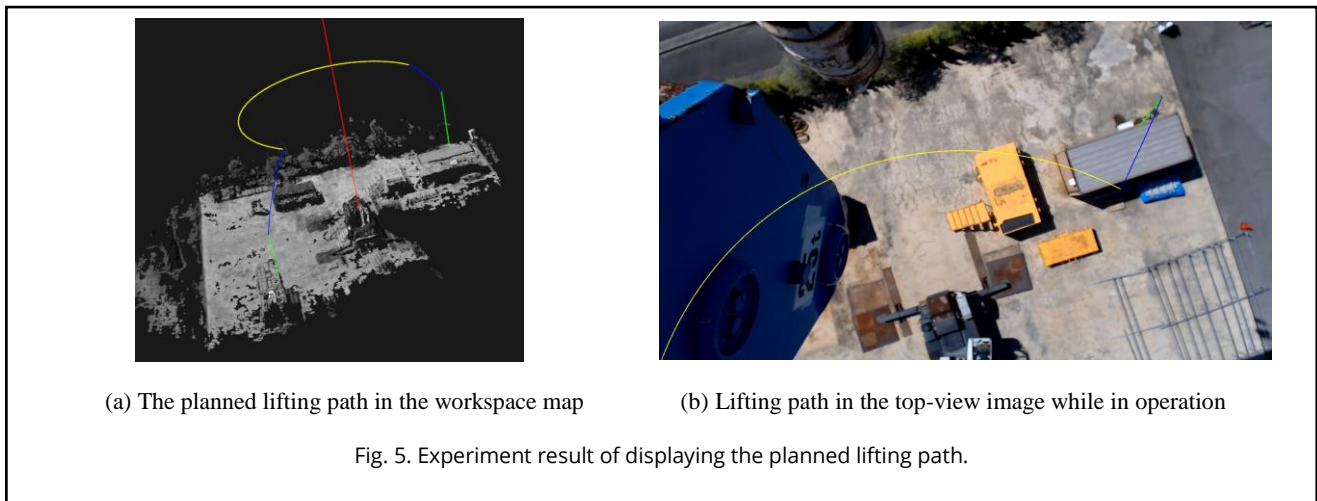 25t
(a) The planned lifting path in the workspace map
(b) Lifting path in the top-view image while in operation
Fig. 5. Experiment result of displaying the planned lifting path.